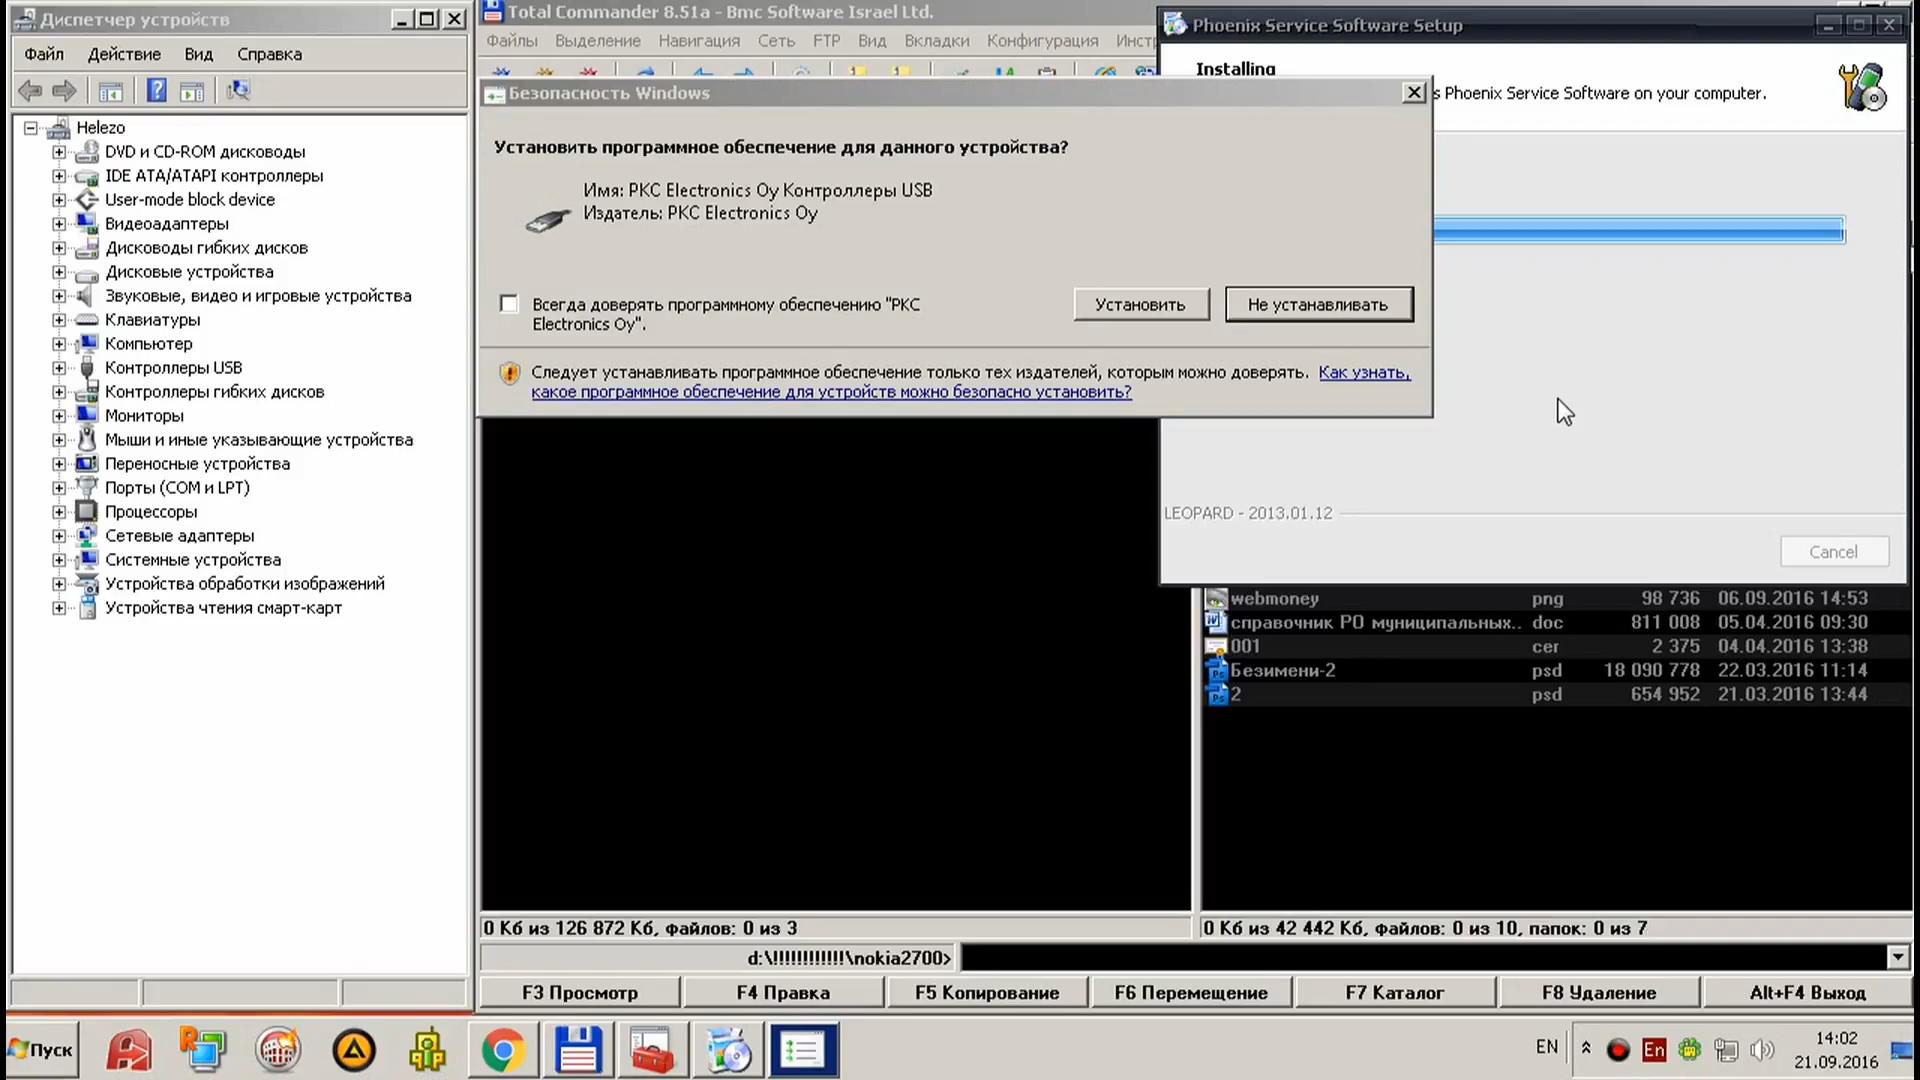 Диспетчер устройств
Файл Действие Вид Справка
Helezo
DVD и CD-ROM дисководы
IDE ATA/ATAPI контроллеры
User-mode block device
Видеоадаптеры
Дисководы гибких дисков
Дисковые устройства
Звуковые, видео и игровые устройства
Клавиатуры
Компьютер
Контроллеры USB
Контроллеры гибких дисков
Мониторы
Мыши и иные указывающие устройства
Переносные устройства
Порты (COM и LPT)
Процессоры
Сетевые адаптеры
Системные устройства
Устройства обработки изображений
Устройства чтения смарт-карт
Total Commander 8.51a - Bmc Software Israel Ltd.
Файлы Выделение Навигация Сеть FTP Вид Вкладки Конфигурация Инст
Phoenix Service Software Setup
Installing
s Phoenix Service Software on your computer.
LEOPARD - 2013.01.12
Cancel
Безопасность Windows
Установить программное обеспечение для данного устройства?
Имя: PKC Electronics Oy Контроллеры USB
Издатель: PKC Electronics Oy
Всегда доверять программному обеспечению "PKC
Electronics Oy".
Установить
Не устанавливать
Следует устанавливать программное обеспечение только тех издателей, которым можно доверять. Как узнать,
какое программное обеспечение для устройств можно безопасно установить?
webmoney png 98 736 06.09.2016 14:53
справочник РО муниципальных.. doc 811 008 05.04.2016 09:30
001 cer 2 375 04.04.2016 13:38
Безимени-2 psd 18 090 778 22.03.2016 11:14
2 psd 654 952 21.03.2016 13:44
0 Кб из 126 872 Кб, файлов: 0 из 3
0 Кб из 42 442 Кб, файлов: 0 из 10, папок: 0 из 7
d:\!!!!!!!!!!!!\nokia2700>
F3 Просмотр F4 Правка F5 Копирование F6 Перемещение F7 Каталог F8 Удаление Alt+F4 Выход
Пуск
EN
En
14:02
21.09.2016